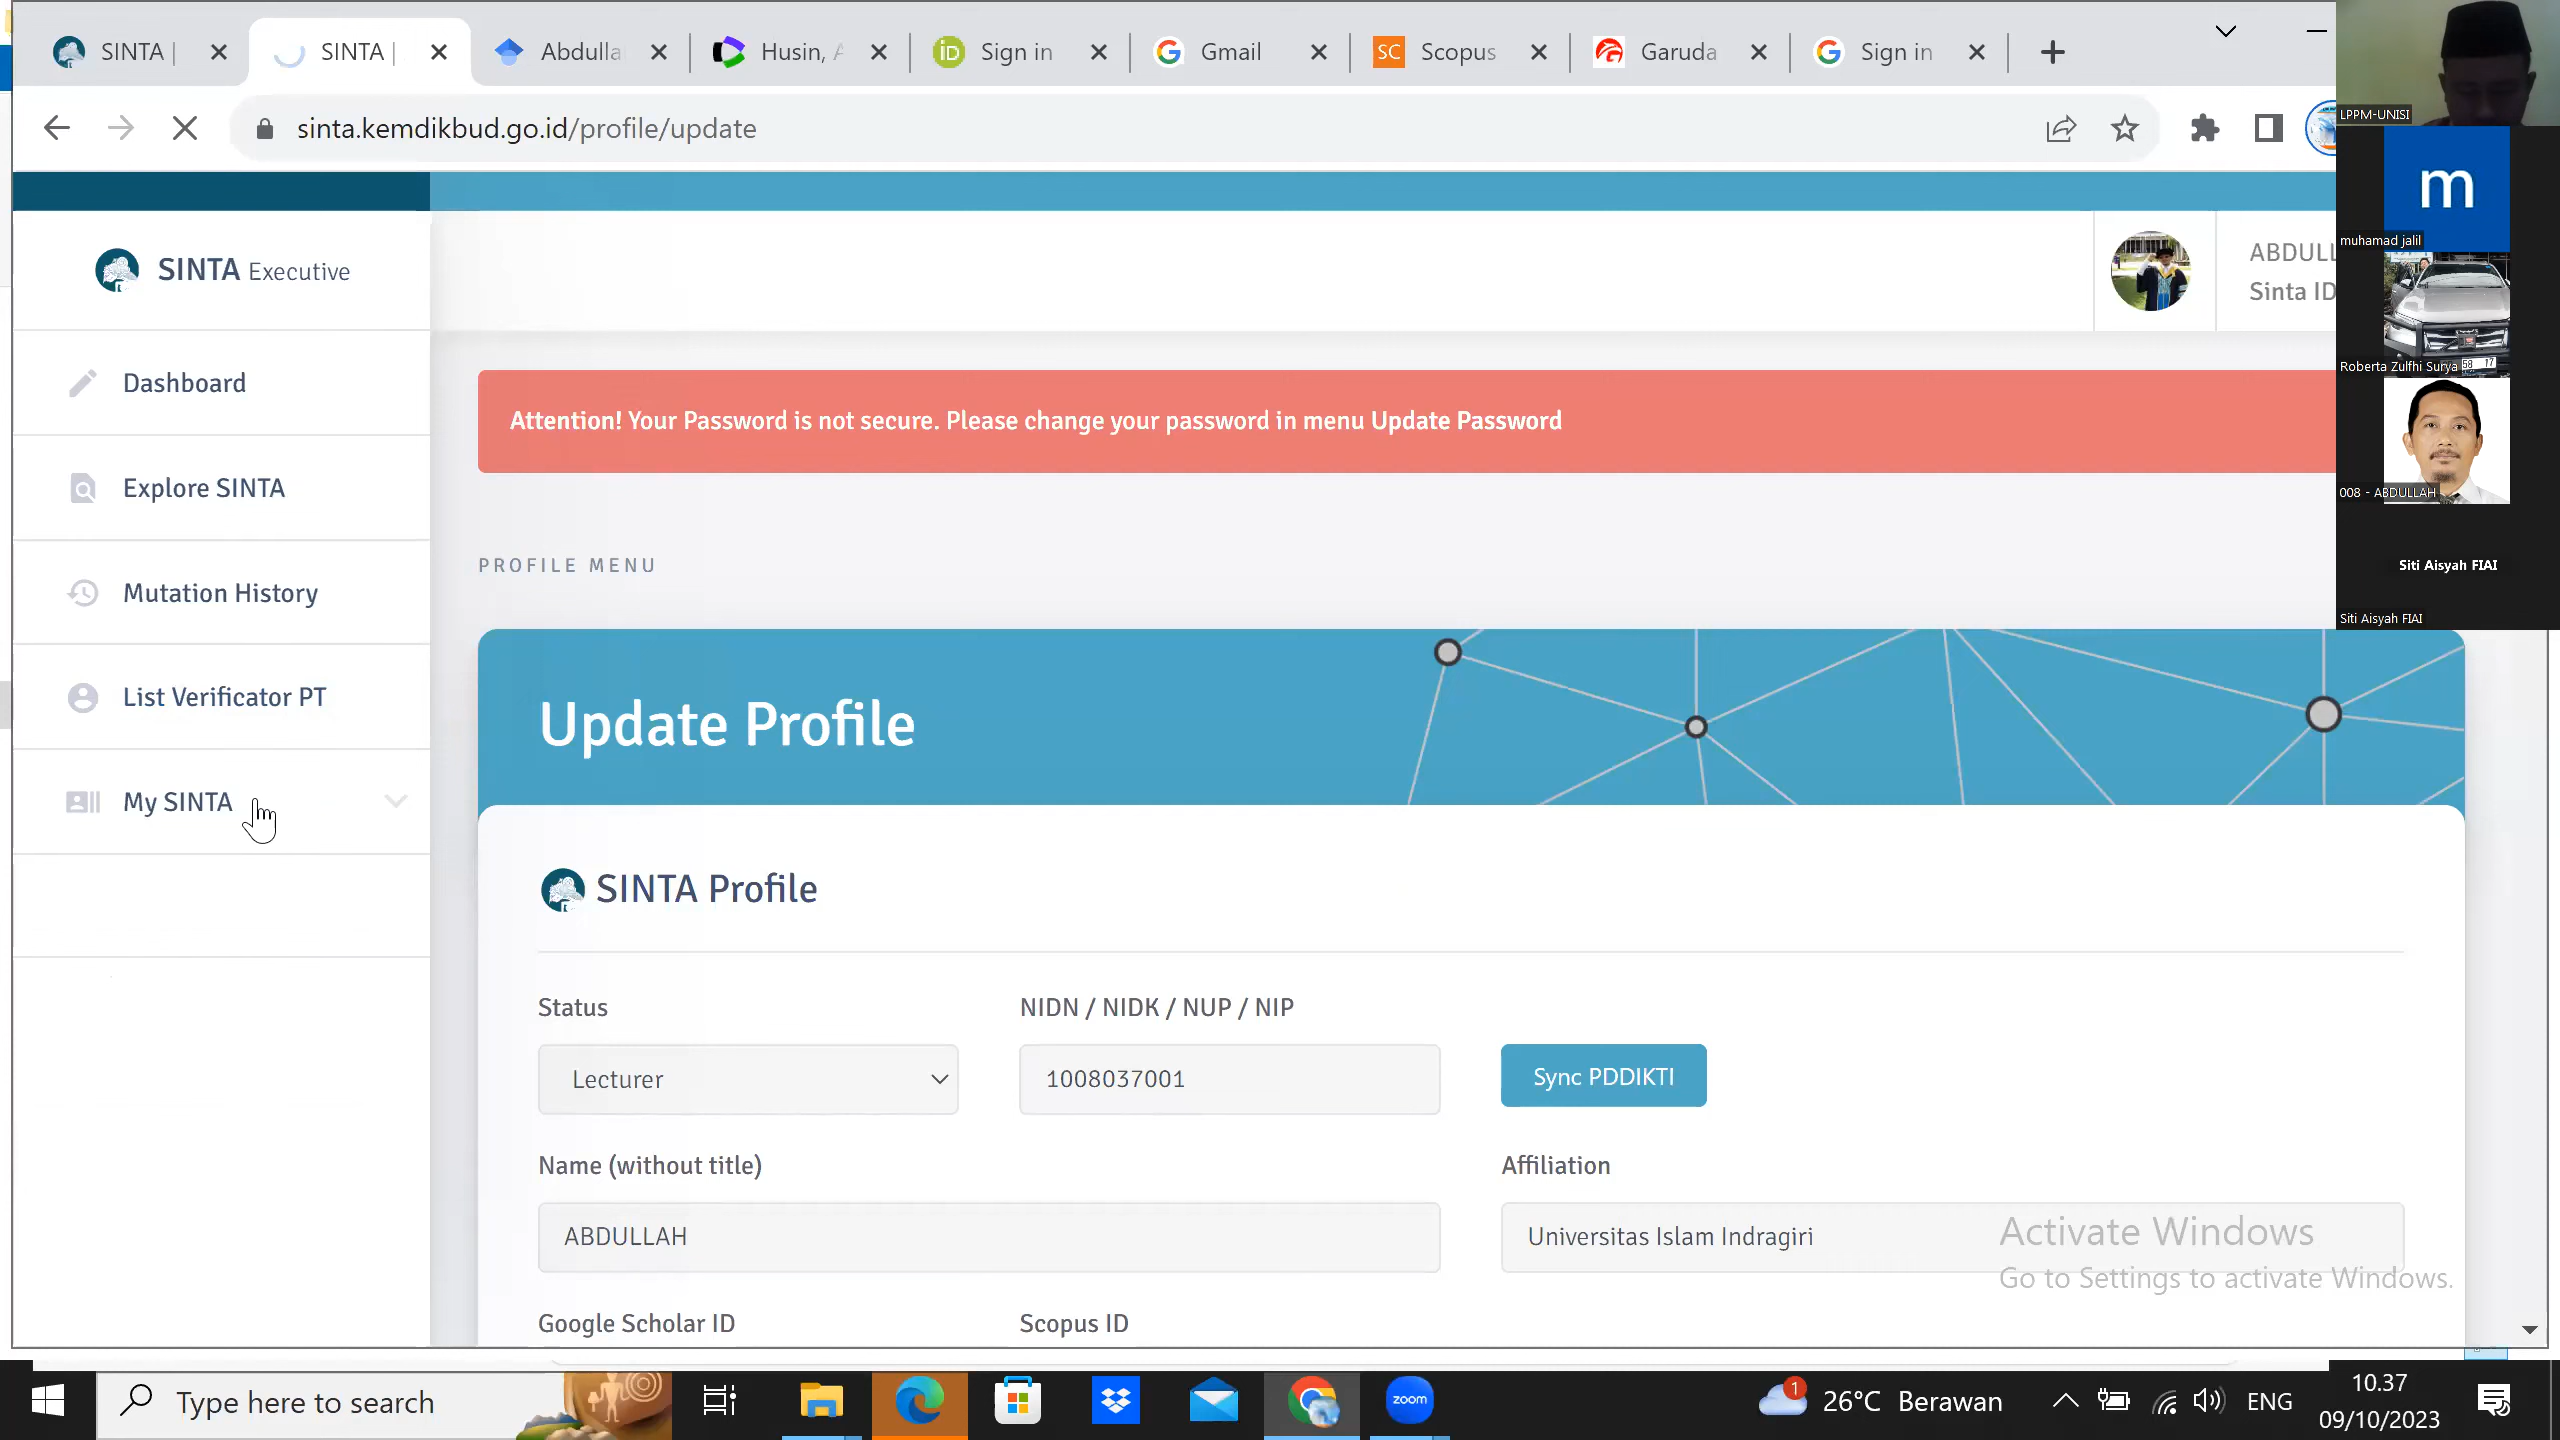 SINTA |
SINTA |
Abdulla
Husin, A
iD Sign in
Gmail
SC Scopus
Garuda
Sign in
sinta.kemdikbud.go.id/profile/update
LPPM-UNISI
m
muhamad jalil
Roberta Zulfhi Surya
008 - ABDULLAH
Siti Aisyah FIAI
Siti Aisyah FIAI
SINTA Executive
ABDULL
Sinta ID
Dashboard
Explore SINTA
Mutation History
List Verificator PT
My SINTA
Attention! Your Password is not secure. Please change your password in menu Update Password
PROFILE MENU
Update Profile
SINTA Profile
Status
NIDN / NIDK / NUP / NIP
Lecturer
1008037001
Sync PDDIKTI
Name (without title)
Affiliation
ABDULLAH
Universitas Islam Indragiri
Activate Windows
Go to Settings to activate Windows.
Google Scholar ID
Scopus ID
Type here to search
zoom
1
26°C Berawan
ENG
10.37
09/10/2023